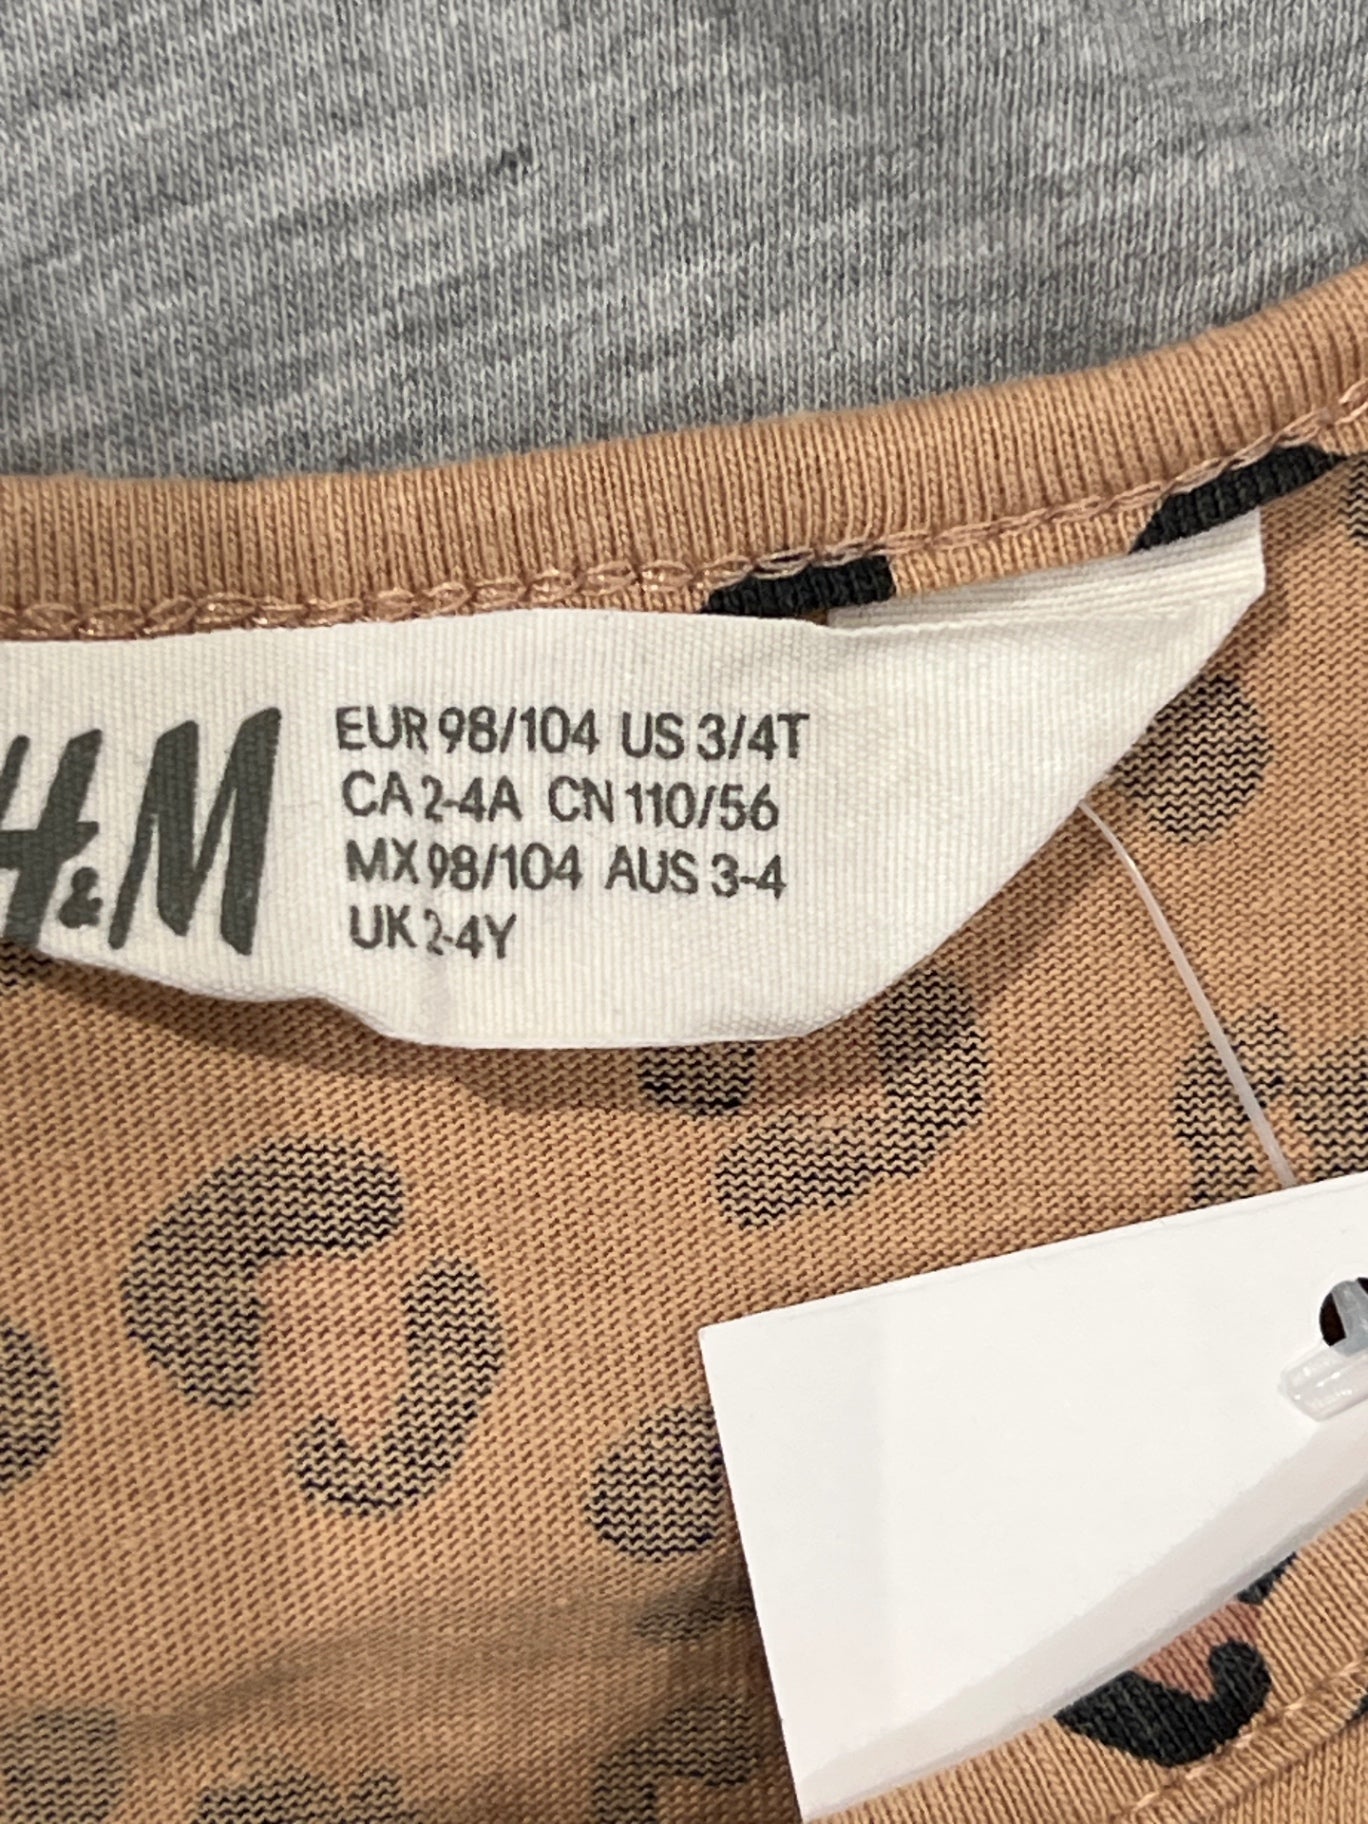 H&M
EUR 98/104 US 3/4T
CA 2-4A CN 110/56
MX 98/104 AUS 3-4
UK 2-4Y